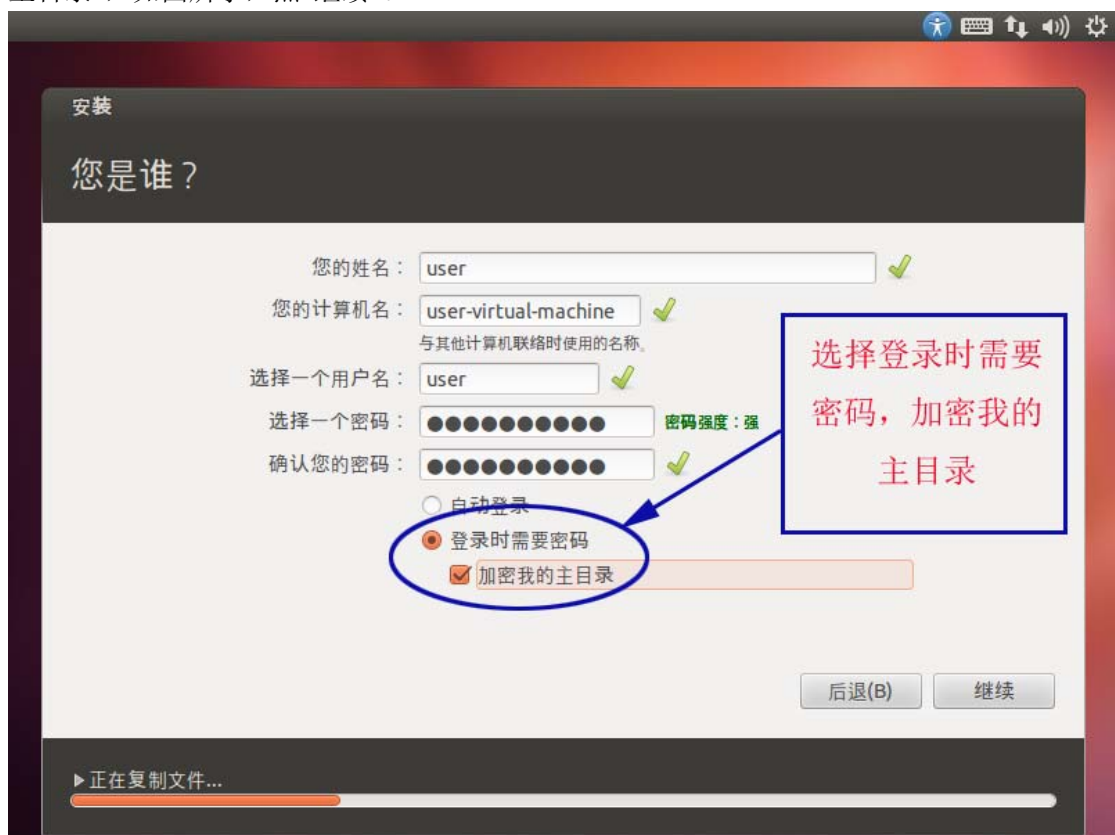 安装
您是谁？
您的姓名： user
您的计算机名： user-virtual-machine
与其他计算机联络时使用的名称。
选择一个用户名： user
选择一个密码： ●●●●●●●●●● 密码强度：强
确认您的密码： ●●●●●●●●●●
自动登录
登录时需要密码
加密我的主目录
选择登录时需要
密码，加密我的
主目录
后退(B) 继续
▶正在复制文件...